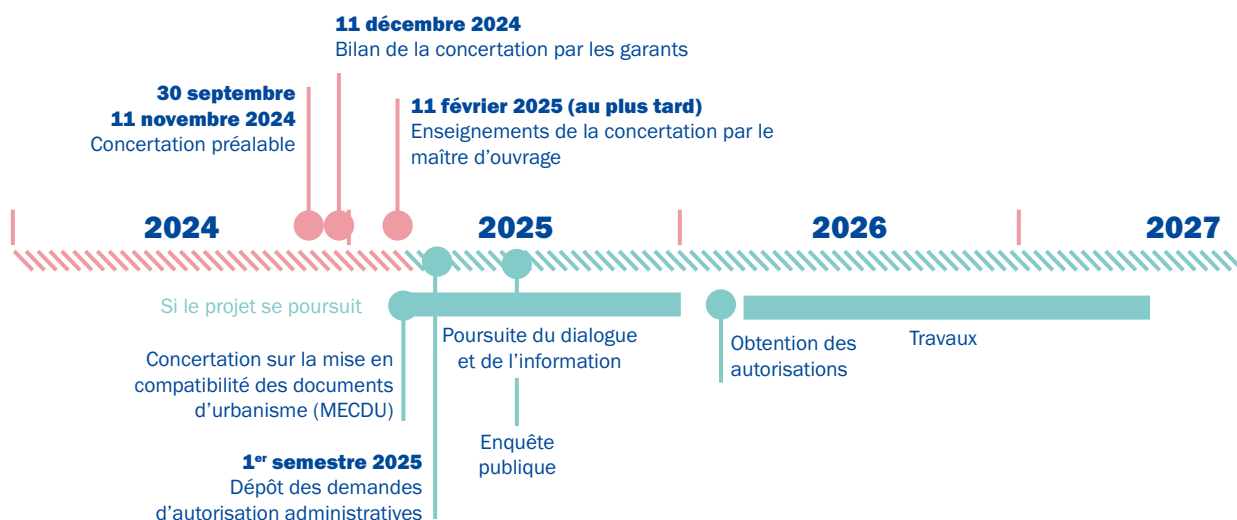 11 décembre 2024
Bilan de la concertation par les garants
30 septembre
11 novembre 2024
Concertation préalable
11 février 2025 (au plus tard)
Enseignements de la concertation par le
maître d’ouvrage
2024
2025
2026
2027
Si le projet se poursuit
Concertation sur la mise en
compatibilité des documents
d’urbanisme (MECDU)
1er semestre 2025
Dépôt des demandes
d’autorisation administratives
Poursuite du dialogue
et de l’information
Enquête
publique
Obtention des
autorisations
Travaux